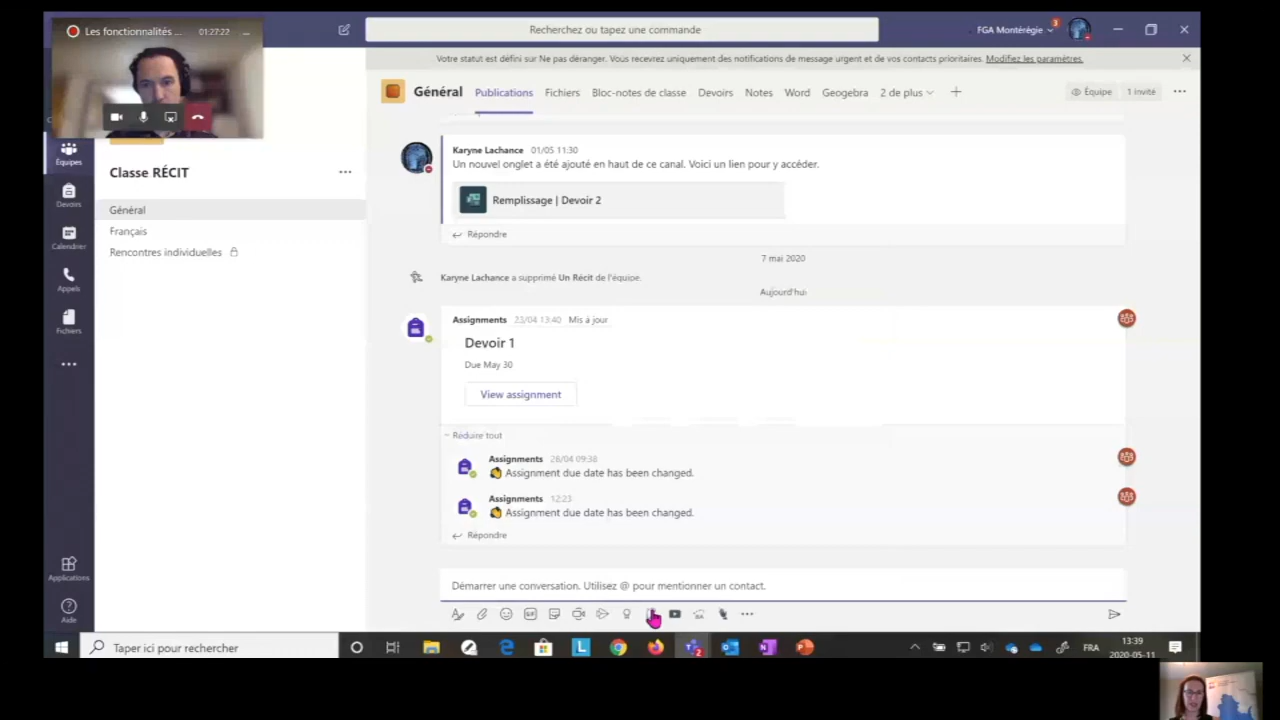 Les fonctionnalités ... 01:27:22 ...
Recherchez ou tapez une commande
FGA Montérégie
3
Votre statut est défini sur Ne pas déranger. Vous recevrez uniquement des notifications de message urgent et de vos contacts prioritaires. Modifiez les paramètres.
Général Publications Fichiers Bloc-notes de classe Devoirs Notes Word Geogebra 2 de plus
Équipe 1 Invité
Équipes
Devoirs
Calendrier
Appels
Fichiers
Applications
Aide
Classe RÉCIT
Général
Français
Rencontres individuelles
Karyne Lachance 01/05 11:30
Un nouvel onglet a été ajouté en haut de ce canal. Voici un lien pour y accéder.
Remplissage | Devoir 2
Répondre
7 mai 2020
Karyne Lachance a supprimé Un Récit de l'équipe.
Aujourd'hui
Assignments 23/04 13:40 Mis à jour
Devoir 1
Due May 30
View assignment
Réduire tout
Assignments 26/04 09:38
Assignment due date has been changed.
Assignments 12:23
Assignment due date has been changed.
Répondre
Démarrer une conversation. Utilisez @ pour mentionner un contact.
GIF
Taper ici pour rechercher
FRA
13:39
2020-05-11